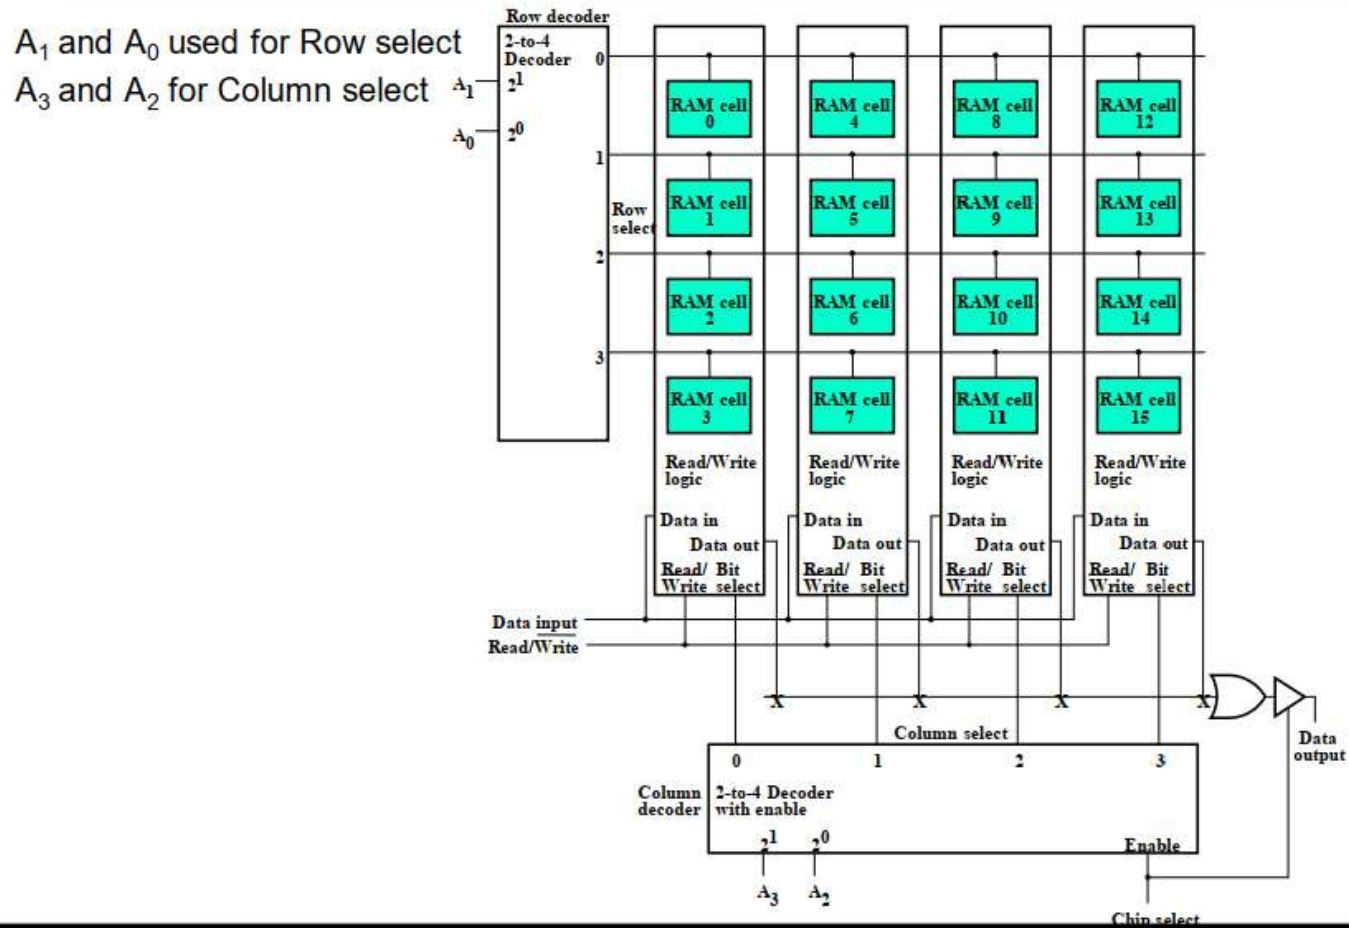 A₁ and A₀ used for Row select
A₃ and A₂ for Column select
Row decoder
2-to-4
Decoder
A₁
2¹
A₀
2⁰
0
1
2
3
Row
select
RAM cell
0
RAM cell
4
RAM cell
8
RAM cell
12
RAM cell
1
RAM cell
5
RAM cell
9
RAM cell
13
RAM cell
2
RAM cell
6
RAM cell
10
RAM cell
14
RAM cell
3
RAM cell
7
RAM cell
11
RAM cell
15
Read/Write
logic
Read/Write
logic
Read/Write
logic
Read/Write
logic
Data in
Data out
Read/ Bit
Write select
Data in
Data out
Read/ Bit
Write select
Data in
Data out
Read/ Bit
Write select
Data in
Data out
Read/ Bit
Write select
Data input
Read/Write
X
X
X
X
Data
output
Column select
0
1
2
3
Column
decoder
2-to-4 Decoder
with enable
2¹
2⁰
Enable
A₃
A₂
Chip select